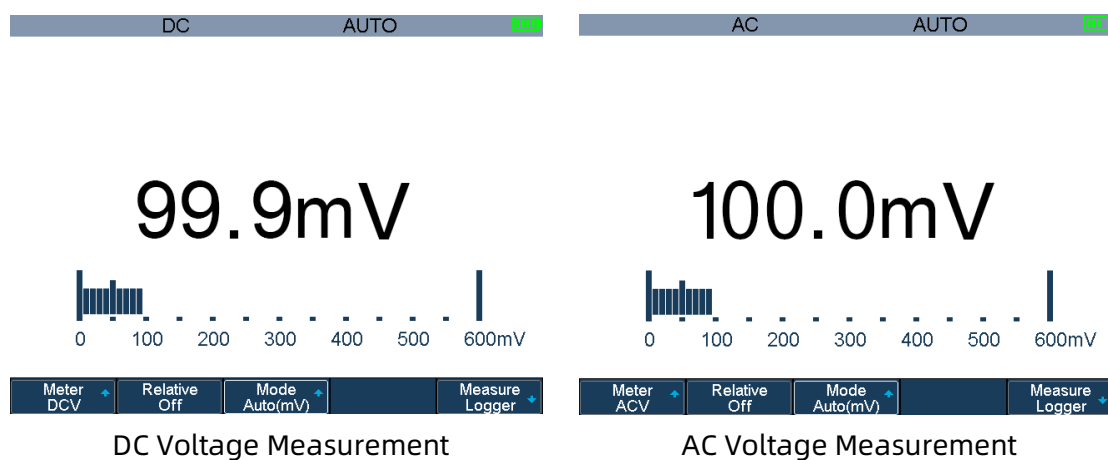 DC AUTO
99.9mV
0 100 200 300 400 500 600mV
Meter Relative Mode Measure
DCV Off Auto(mV) Logger
DC Voltage Measurement
AC AUTO
100.0mV
0 100 200 300 400 500 600mV
Meter Relative Mode Measure
ACV Off Auto(mV) Logger
AC Voltage Measurement